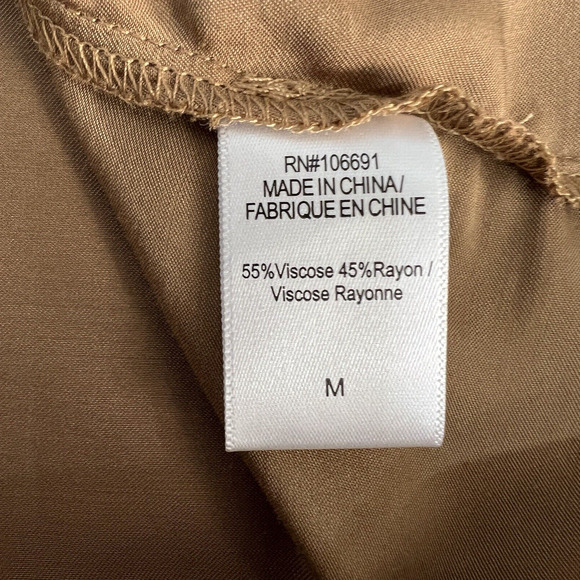 RN#106691
MADE IN CHINA/
FABRIQUE EN CHINE
55%Viscose 45%Rayon /
Viscose Rayonne
M